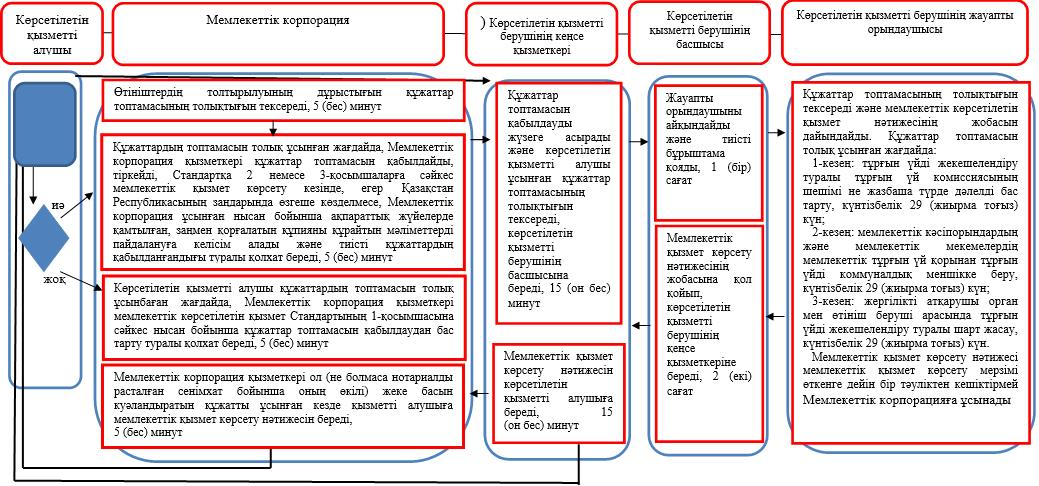 Көрсетілетін
қызметті
алушы
Мемлекеттік корпорация
) Көрсетілетін қызметті
берушінің кеңсе
қызметкері
Көрсетілетін
қызметті берушінің
басшысы
Көрсетілетін қызметті берушінің жауапты
орындаушысы
иә
жоқ
Өтініштердің толтырылуының дұрыстығын құжаттар
топтамасының толықтығын тексереді, 5 (бес) минут
Құжаттардың топтамасын толық ұсынған жағдайда, Мемлекеттік
корпорация қызметкері құжаттар топтамасын қабылдайды,
тіркейді, Стандартқа 2 немесе 3-қосымшаларға сәйкес
мемлекеттік қызмет көрсету кезінде, егер Қазақстан
Республикасының заңдарында өзгеше көзделмесе, Мемлекеттік
корпорация ұсынған нысан бойынша ақпараттық жүйелерде
қамтылған, заңмен қорғалатын құпияны құрайтын мәліметтерді
пайдалануға келісім алады және тиісті құжаттардың
қабылданғандығы туралы қолхат береді, 5 (бес) минут
Көрсетілетін қызметті алушы құжаттардың топтамасын толық
ұсынбаған жағдайда, Мемлекеттік корпорация қызметкері
мемлекеттік көрсетілетін қызмет Стандартының 1-қосымшасына
сәйкес нысан бойынша құжаттар топтамасын қабылдаудан бас
тарту туралы қолхат береді, 5 (бес) минут
Мемлекеттік корпорация қызметкері ол (не болмаса нотариалды
расталған сенімхат бойынша оның өкілі) жеке басын
куәландыратын құжатты ұсынған кезде қызметті алушыға
мемлекеттік қызмет көрсету нәтижесін береді,
5 (бес) минут
Құжаттар
топтамасын
қабылдауды
жүзеге асырады
және көрсетілетін
қызметті алушы
ұсынған құжаттар
топтамасының
толықтығын
тексереді,
көрсетілетін
қызметті
берушінің
басшысына
береді, 15 (он бес)
минут
Мемлекеттік қызмет
көрсету нәтижесін
көрсетілетін
қызметті алушыға
береді, 15
(он бес) минут
Жауапты
орындаушыны
айқындайды
және тиісті
бұрыштама
қояды, 1 (бір)
сағат
Мемлекеттік
қызмет көрсету
нәтижесінің
жобасына қол
қойып,
көрсетілетін
қызметті
берушінің
кеңсе
қызметкеріне
береді, 2 (екі)
сағат
Құжаттар топтамасының толықтығын
тексереді және мемлекеттік көрсетілетін
қызмет нәтижесінің жобасын
дайындайды. Құжаттар топтамасын
толық ұсынған жағдайда:
1-кезең: тұрғын үйді жекешелендіру
туралы тұрғын үй комиссиясының
шешімі не жазбаша түрде дәлелді бас
тарту, күнтізбелік 29 (жиырма тоғыз)
күн;
2-кезең: мемлекеттік кәсіпорындардың
және мемлекеттік мекемелердің
мемлекеттік тұрғын үй қорынан тұрғын
үйді коммуналдық меншікке беру,
күнтізбелік 29 (жиырма тоғыз) күн;
3-кезең: жергілікті атқарушы орган
мен өтініш беруші арасында тұрғын
үйді жекешелендіру туралы шарт жасау,
күнтізбелік 29 (жиырма тоғыз) күн.
Мемлекеттік қызмет көрсету нәтижесі
мемлекеттік қызмет көрсету мерзімі
өткенге дейін бір тәуліктен кешіктірмей
Мемлекеттік корпорацияға ұсынады